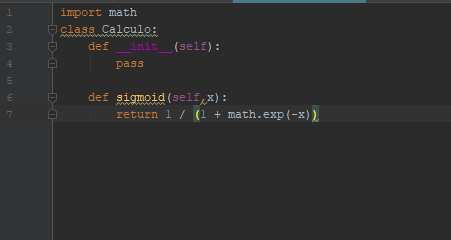 1 import math
2 class Calculo:
3     def __init__(self):
4         pass
5
6     def sigmoid(self,x):
7         return 1 / (1 + math.exp(-x))